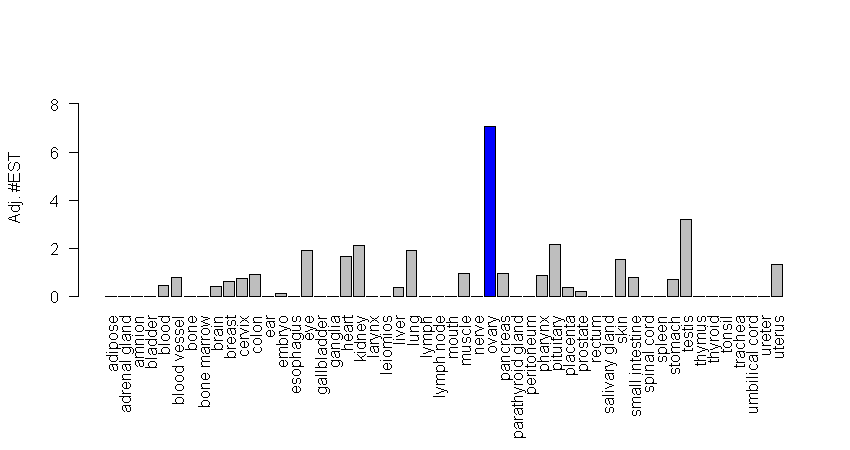 Adj. #EST
8
6
4
2
0
adipose
adrenal gland
amnion
bladder
blood
blood vessel
bone
bone marrow
brain
breast
cervix
colon
ear
embryo
esophagus
eye
gallbladder
ganglia
heart
kidney
larynx
leiomios
liver
lung
lymph
lymph node
mouth
muscle
nerve
ovary
pancreas
parathyroid gland
peritoneum
pharynx
pituitary
placenta
prostate
rectum
salivary gland
skin
small intestine
spinal cord
spleen
stomach
testis
thymus
thyroid
tonsil
trachea
umbilical cord
ureter
uterus